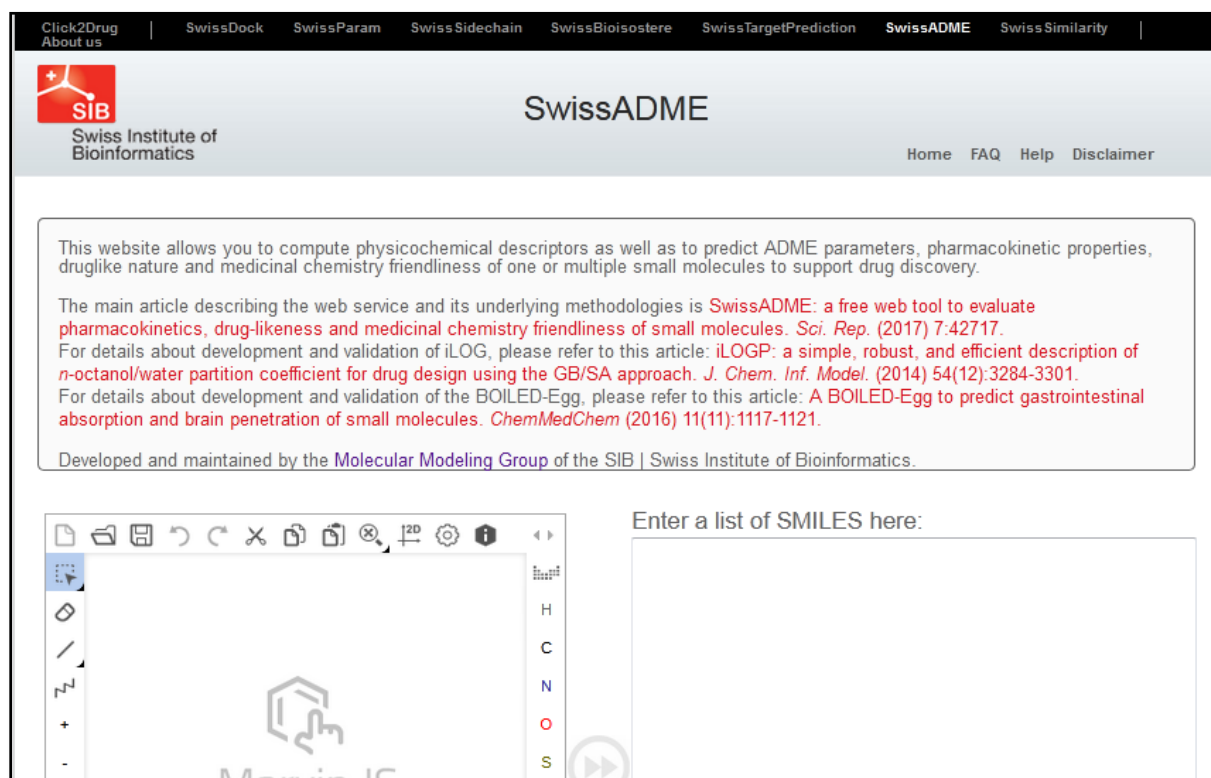 Click2Drug | SwissDock SwissParam SwissSidechain SwissBioisostere SwissTargetPrediction SwissADME SwissSimilarity |
About us
SIB
Swiss Institute of
Bioinformatics
SwissADME
Home FAQ Help Disclaimer
This website allows you to compute physicochemical descriptors as well as to predict ADME parameters, pharmacokinetic properties,
druglike nature and medicinal chemistry friendliness of one or multiple small molecules to support drug discovery.
The main article describing the web service and its underlying methodologies is SwissADME: a free web tool to evaluate
pharmacokinetics, drug-likeness and medicinal chemistry friendliness of small molecules. Sci. Rep. (2017) 7:42717.
For details about development and validation of iLOG, please refer to this article: iLOGP: a simple, robust, and efficient description of
n-octanol/water partition coefficient for drug design using the GB/SA approach. J. Chem. Inf. Model. (2014) 54(12):3284-3301.
For details about development and validation of the BOILED-Egg, please refer to this article: A BOILED-Egg to predict gastrointestinal
absorption and brain penetration of small molecules. ChemMedChem (2016) 11(11):1117-1121.
Developed and maintained by the Molecular Modeling Group of the SIB | Swiss Institute of Bioinformatics.
2D
H
C
N
O
S
+
-
Enter a list of SMILES here: